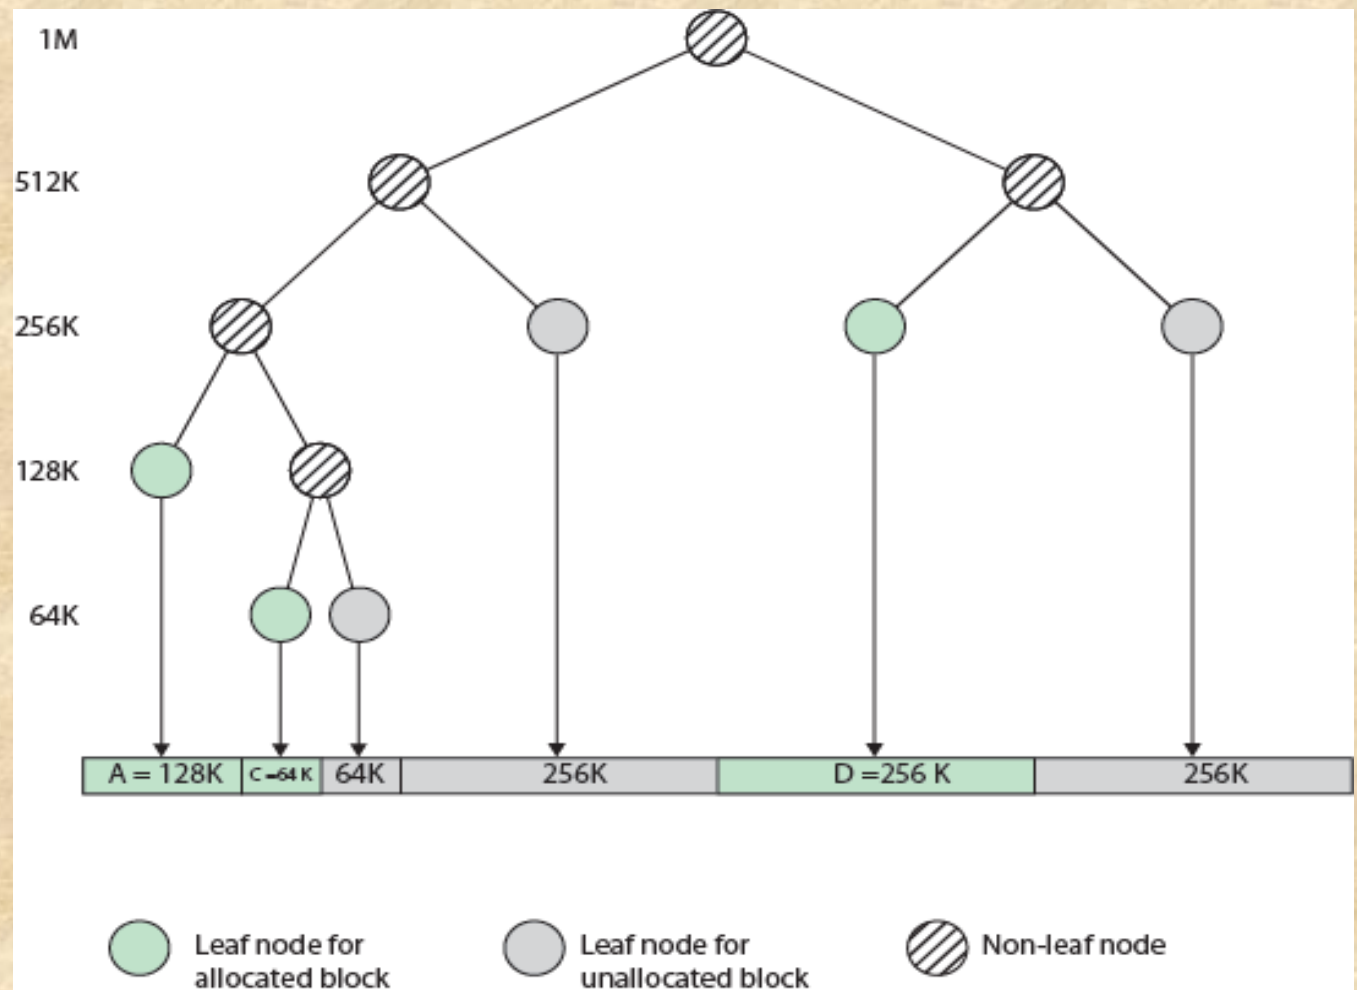 1M
512K
256K
128K
64K
A = 128K C =64 K 64K 256K D =256 K 256K
Leaf node for
allocated block
Leaf node for
unallocated block
Non-leaf node